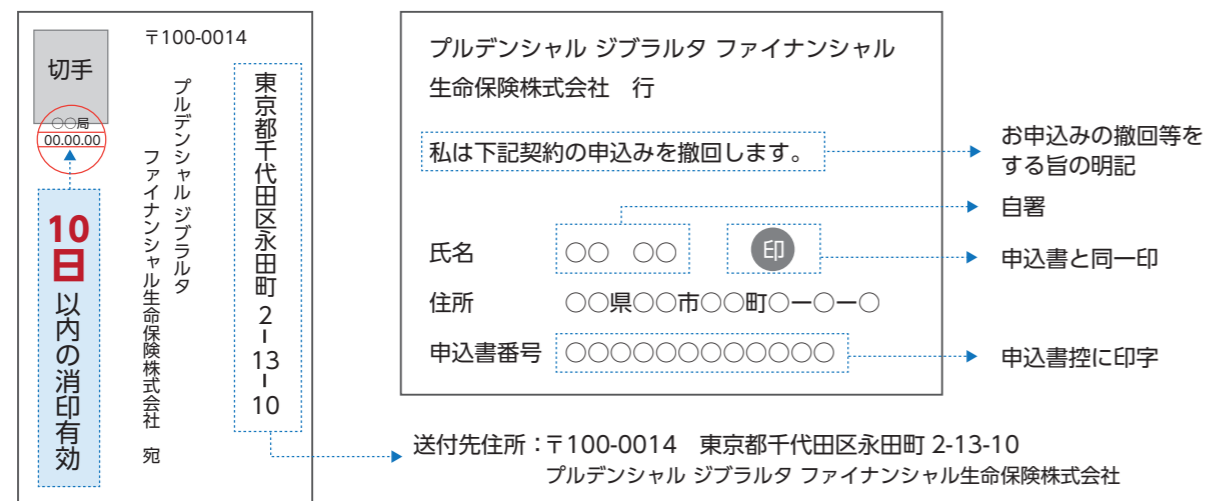 〒100-0014
東京都千代田区永田町 2-13-10
プルデンシャル ジブラルタ
ファイナンシャル生命保険株式会社 宛
切手
○○局
00.00.00
10日以内の消印有効
プルデンシャル ジブラルタ ファイナンシャル
生命保険株式会社 行
私は下記契約の申込みを撤回します。
氏名 ○○ ○○ 印
住所 ○○県○○市○○町○ー○ー○
申込書番号 ○○○○○○○○○○○○
お申込みの撤回等を
する旨の明記
自署
申込書と同一印
申込書控に印字
送付先住所：〒100-0014 東京都千代田区永田町 2-13-10
プルデンシャル ジブラルタ ファイナンシャル生命保険株式会社